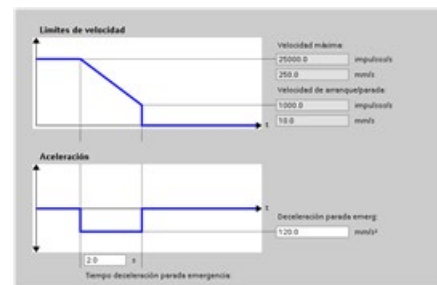 Límites de velocidad
Velocidad máxima:
25000.0 impulsos/s
250.0 mm/s
Velocidad de arranque/parada:
1000.0 impulsos/s
10.0 mm/s
t
Aceleración
t
Deceleración parada emerg:
120.0 mm/s²
2.0 s
Tiempo deceleración parada emergencia: